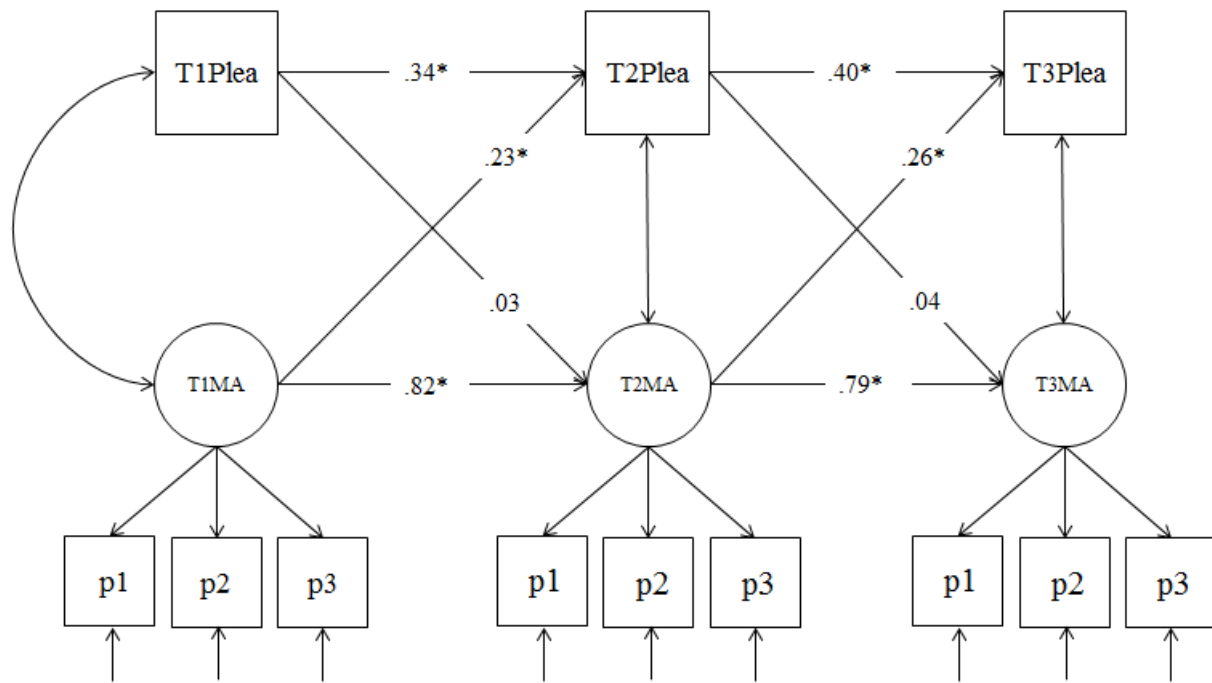 T1Plea
.34*
T2Plea
.40*
T3Plea
.23*
.26*
.03
.04
T1MA
.82*
T2MA
.79*
T3MA
p1
p2
p3
p1
p2
p3
p1
p2
p3